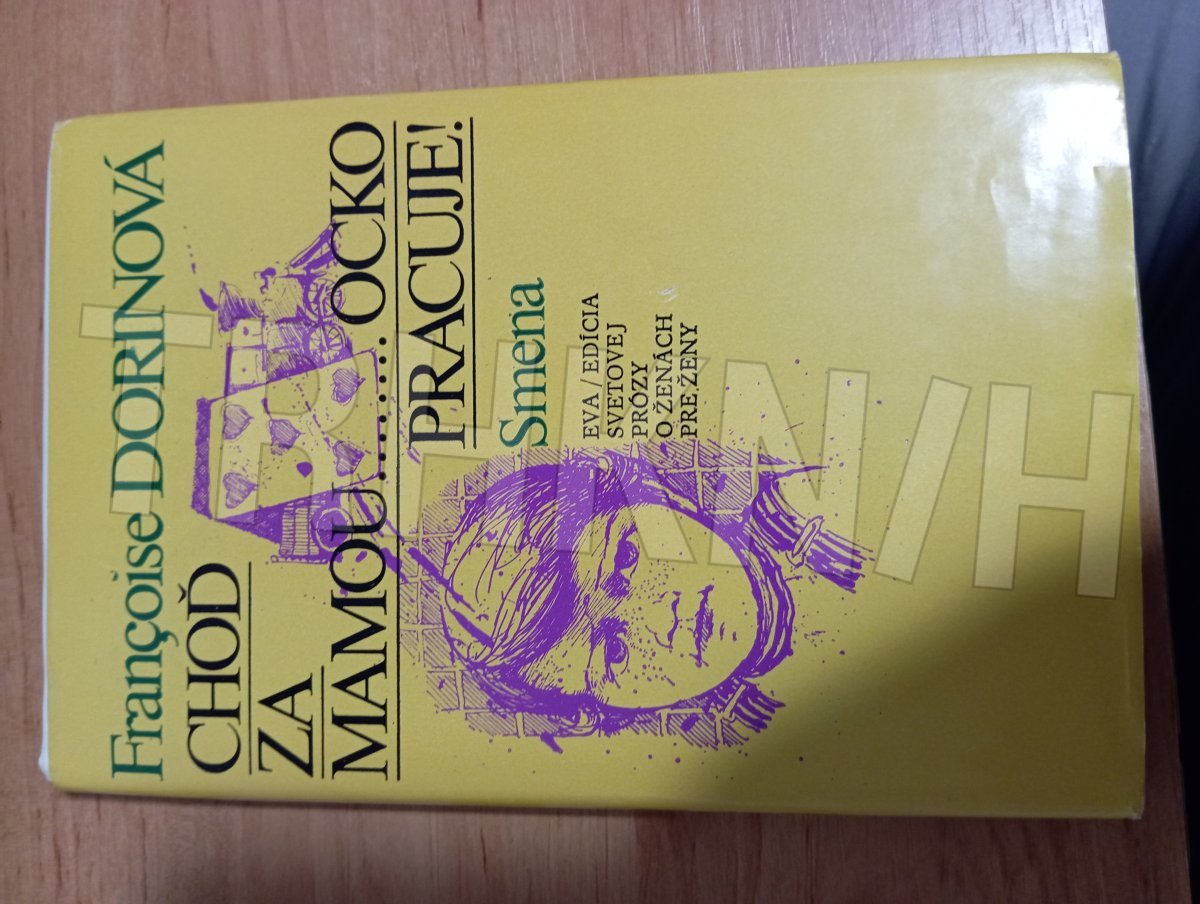 Françoise DORINOVÁ
CHOĎ
ZA
MAMOU........ OCKO
PRACUJE!
Smena
EVA / EDÍCIA
SVETOVEJ
PRÓZY
O ŽENÁCH
PRE ŽENY